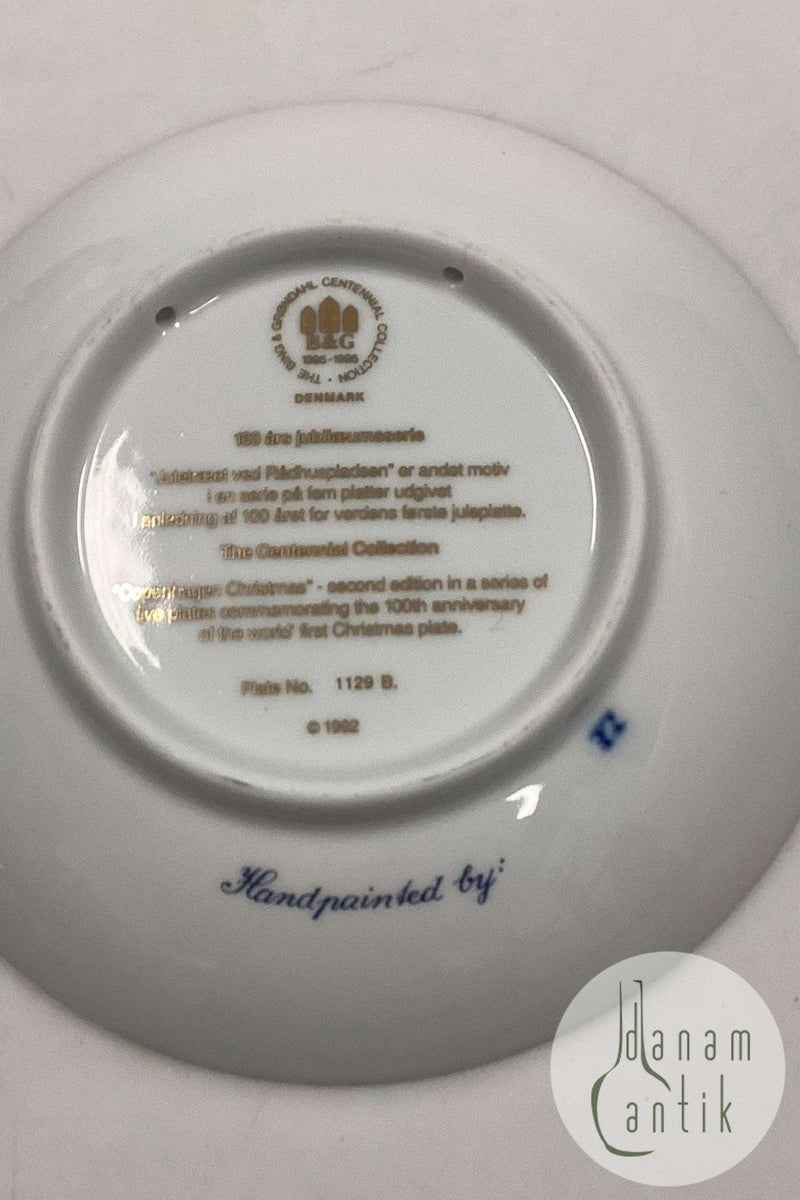 THE BING & GRØNDAHL CENTENNIAL COLLECTION ·
B&G
1895-1995
DENMARK
100 års jubilæumsserie
"Juletræet ved Rådhuspladsen" er andet motiv
i en serie på fem platter udgivet
i anledning af 100 året for verdens første juleplatte.
The Centennial Collection
"Copenhagen Christmas" - second edition in a series of
five plates commemorating the 100th anniversary
of the world' first Christmas plate.
Plate No. 1129 B.
© 1992
Handpainted by:
danam
antik